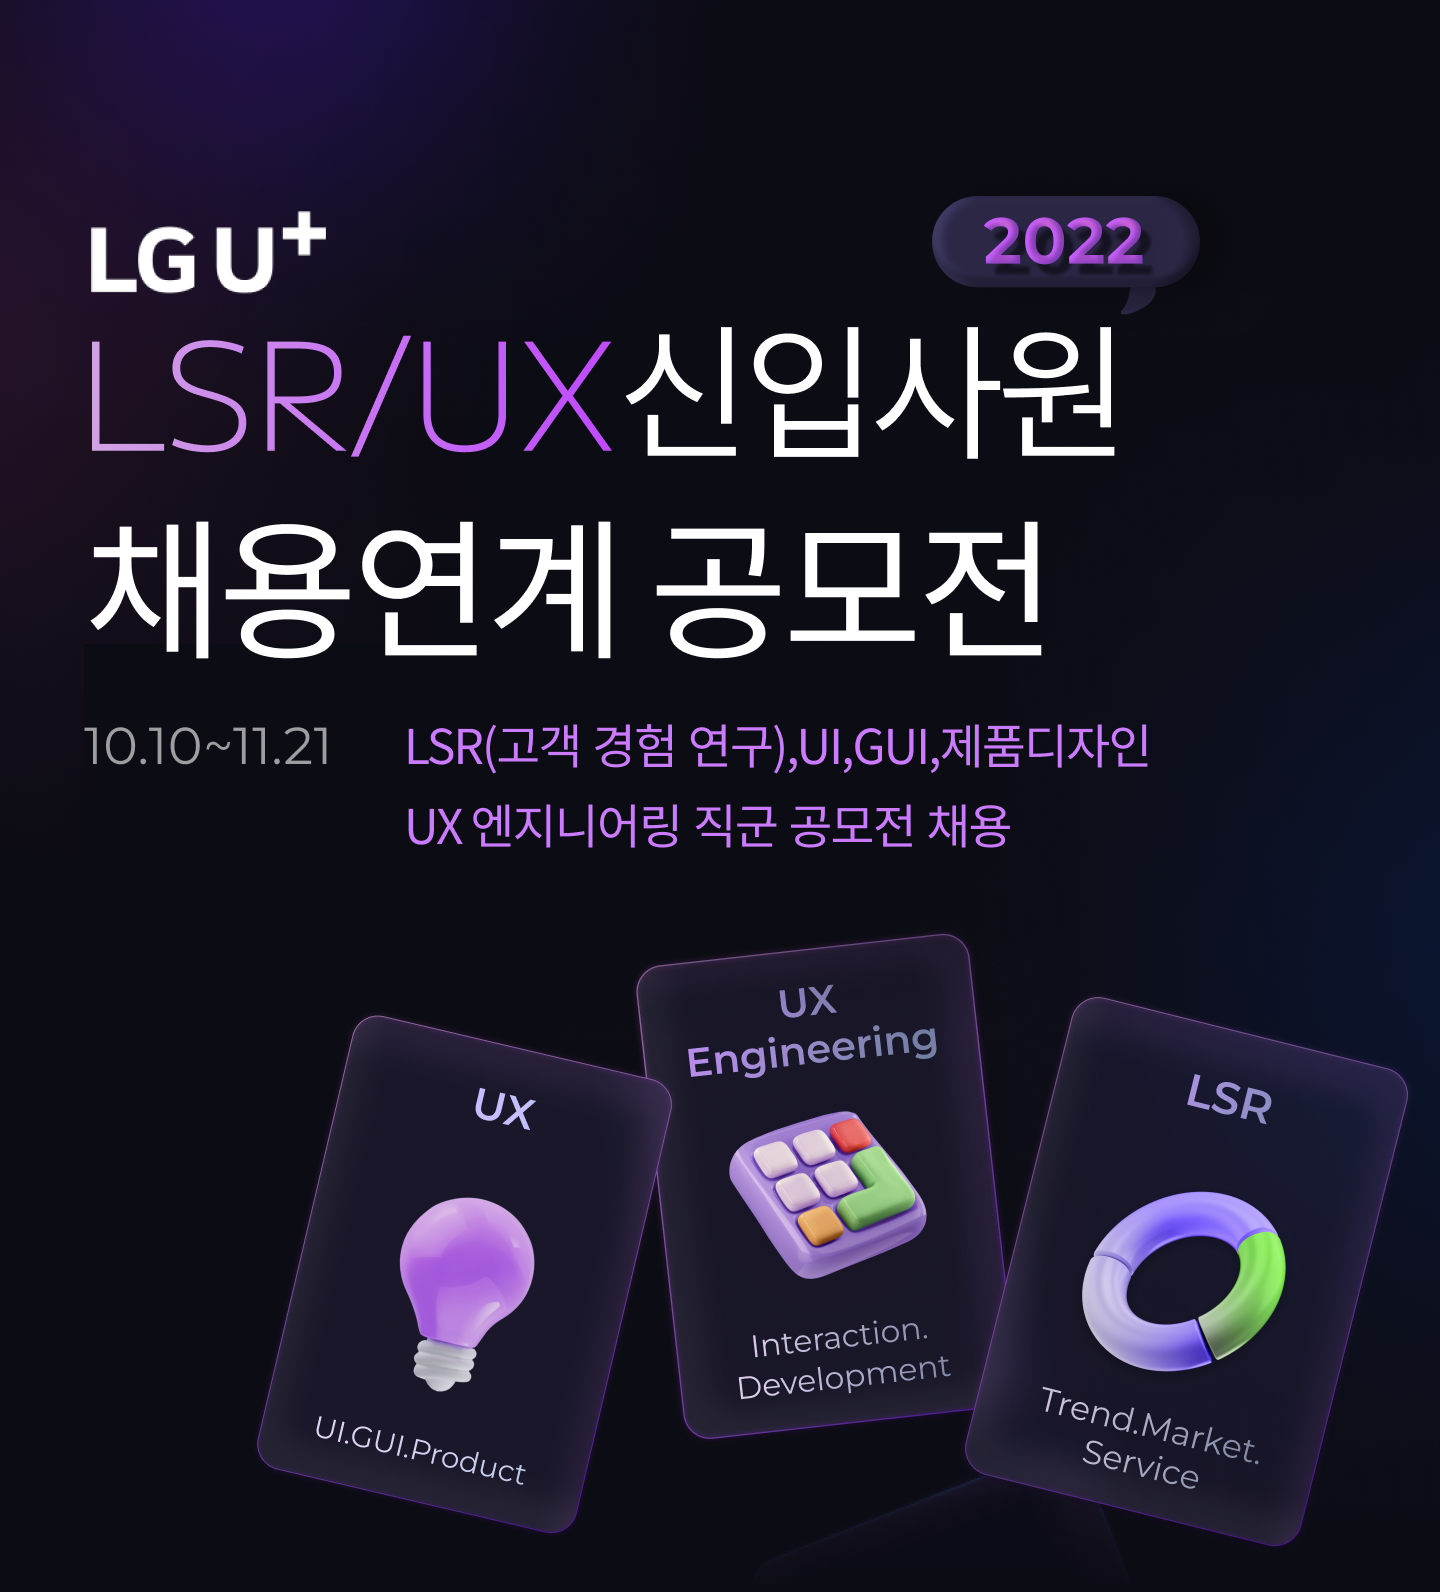 LG U+
2022
LSR/UX신입사원
채용연계 공모전
10.10~11.21
LSR(고객 경험 연구),UI,GUI,제품디자인
UX 엔지니어링 직군 공모전 채용
UX
UI.GUI.Product
UX
Engineering
Interaction.
Development
LSR
Trend.Market.
Service